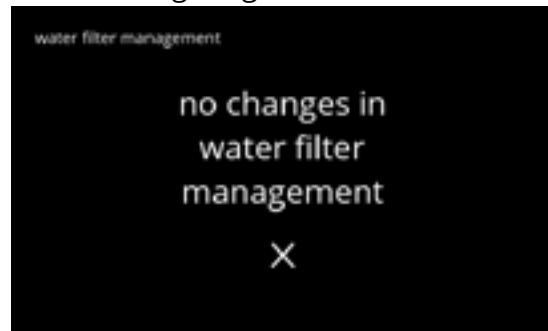 water filter management
no changes in
water filter
management
X